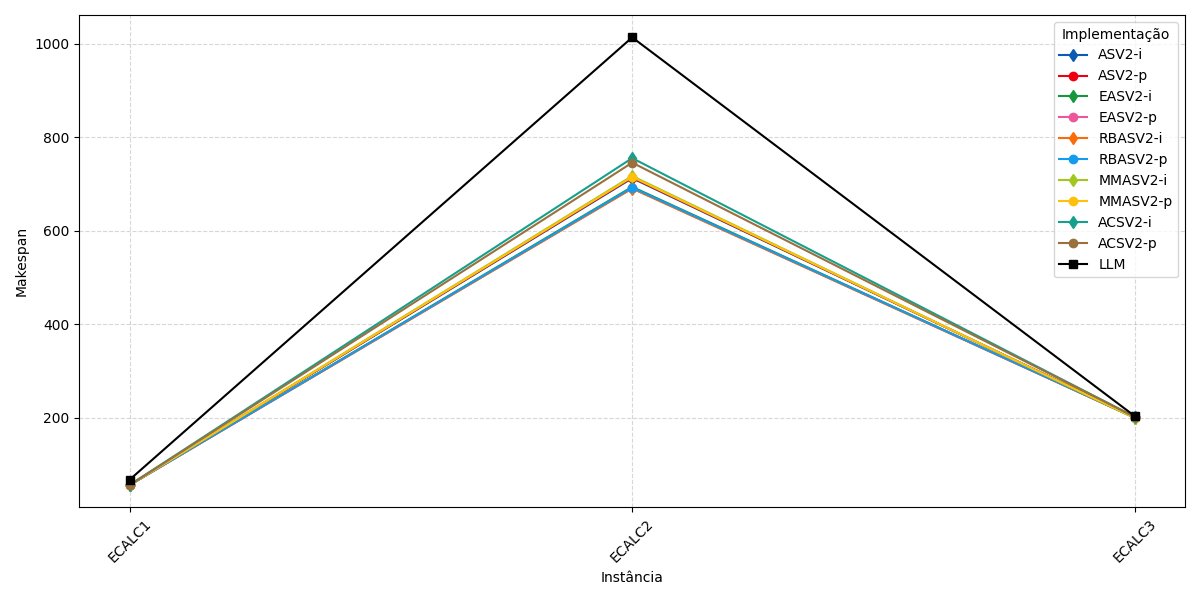 Implementação
ASV2-i
ASV2-p
EASV2-i
EASV2-p
RBASV2-i
RBASV2-p
MMASV2-i
MMASV2-p
ACSV2-i
ACSV2-p
LLM
Makespan
1000
800
600
400
200
ECALC1
ECALC2
ECALC3
Instância